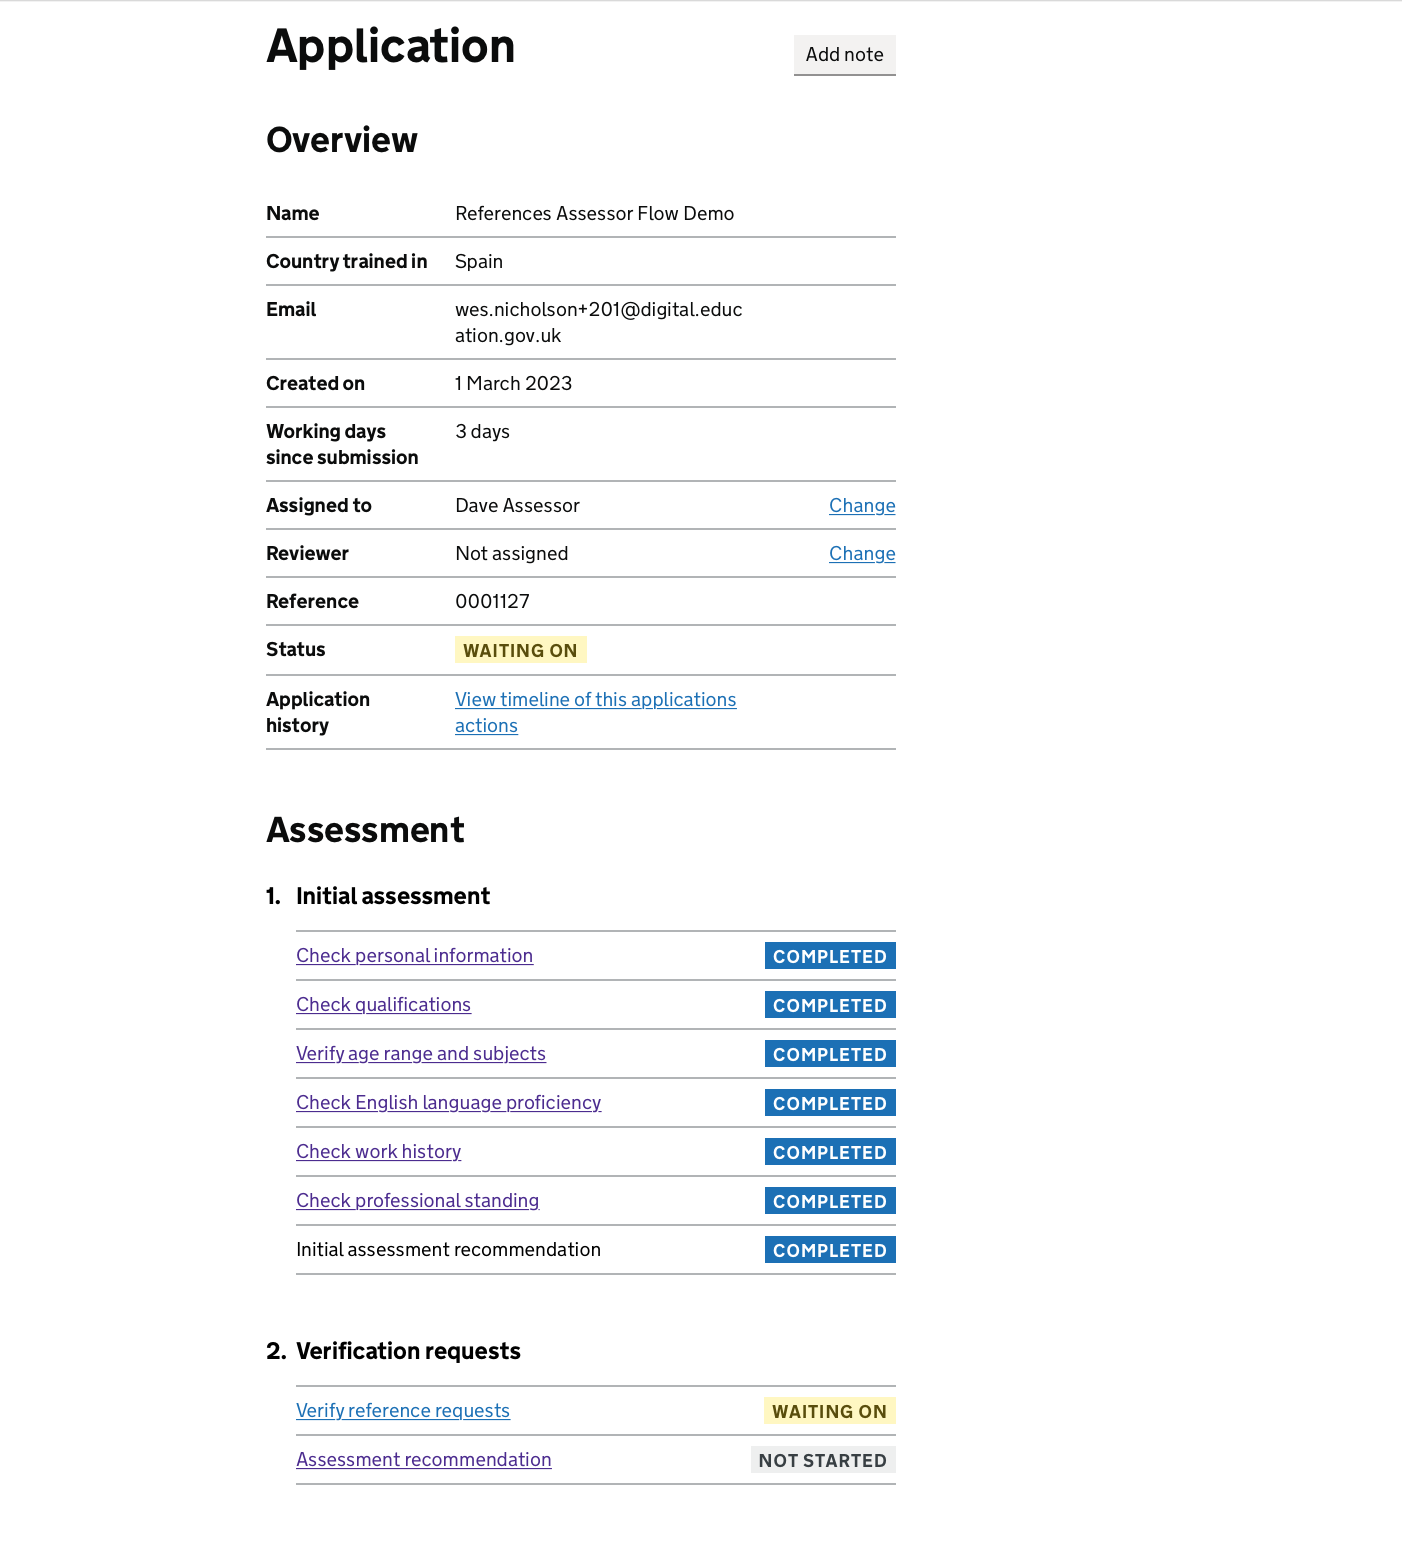 Application
Add note
Overview
Name References Assessor Flow Demo
Country trained in Spain
Email wes.nicholson+201@digital.educ
ation.gov.uk
Created on 1 March 2023
Working days 3 days
since submission
Assigned to Dave Assessor Change
Reviewer Not assigned Change
Reference 0001127
Status WAITING ON
Application View timeline of this applications
history actions
Assessment
1. Initial assessment
Check personal information COMPLETED
Check qualifications COMPLETED
Verify age range and subjects COMPLETED
Check English language proficiency COMPLETED
Check work history COMPLETED
Check professional standing COMPLETED
Initial assessment recommendation COMPLETED
2. Verification requests
Verify reference requests WAITING ON
Assessment recommendation NOT STARTED